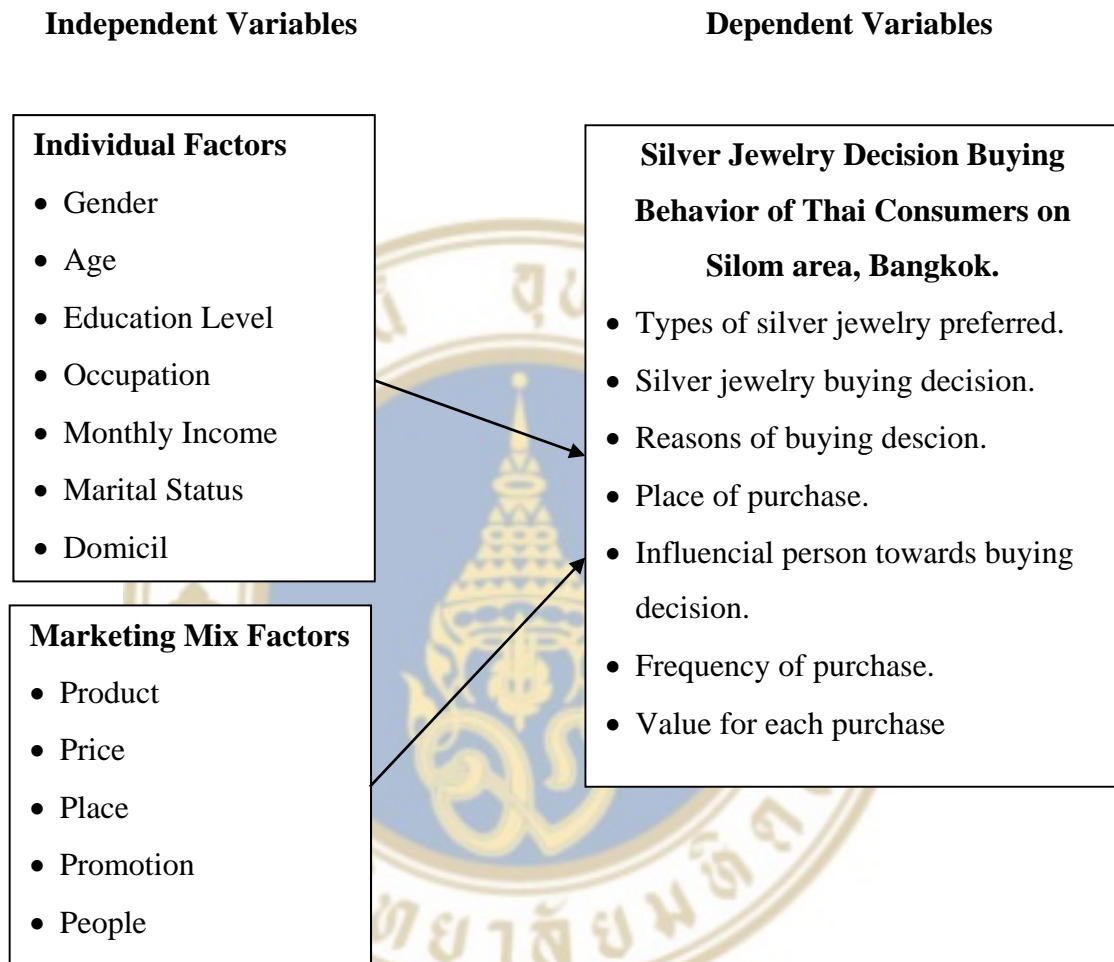 Independent Variables
Dependent Variables
Individual Factors
• Gender
• Age
• Education Level
• Occupation
• Monthly Income
• Marital Status
• Domicil
Marketing Mix Factors
• Product
• Price
• Place
• Promotion
• People
Silver Jewelry Decision Buying
Behavior of Thai Consumers on
Silom area, Bangkok.
• Types of silver jewelry preferred.
• Silver jewelry buying decision.
• Reasons of buying descion.
• Place of purchase.
• Influencial person towards buying
decision.
• Frequency of purchase.
• Value for each purchase